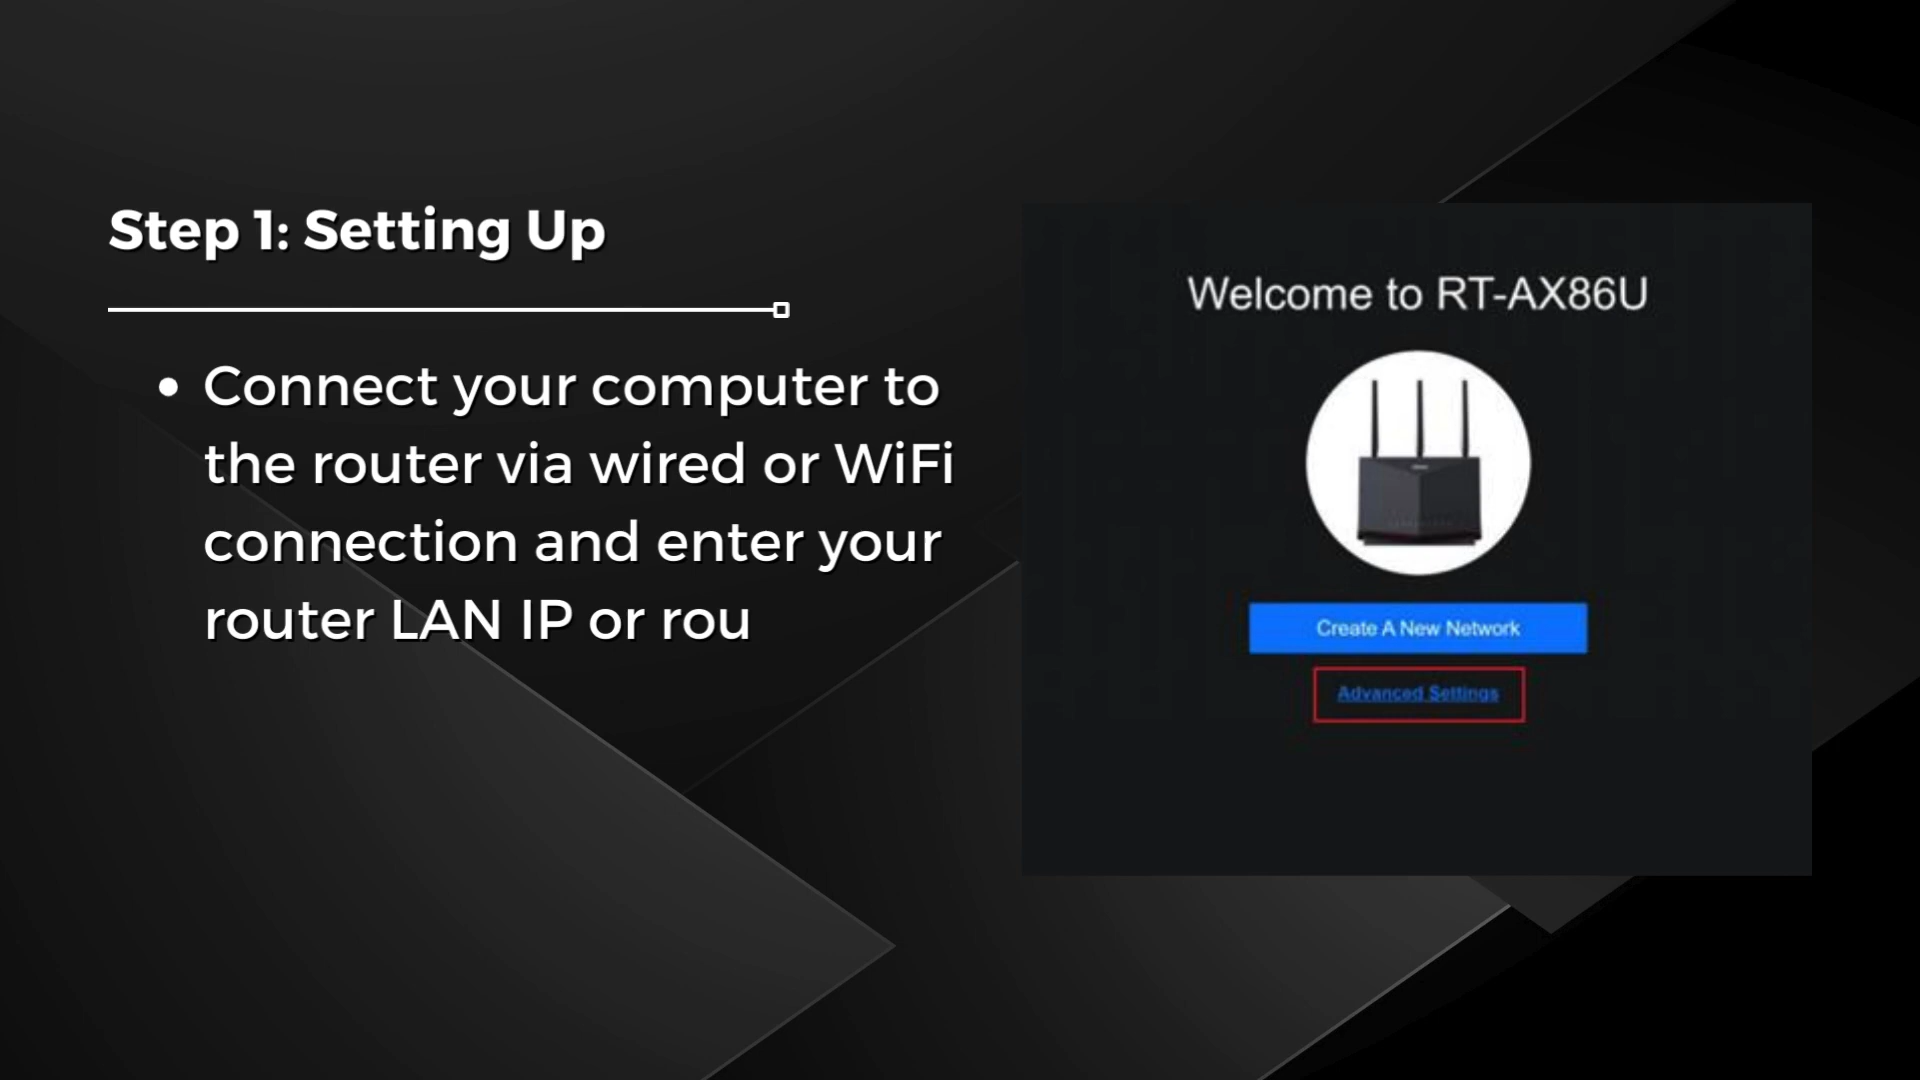 Step 1: Setting Up
Connect your computer to
the router via wired or WiFi
connection and enter your
router LAN IP or rou
Welcome to RT-AX86U
Create A New Network
Advanced Settings